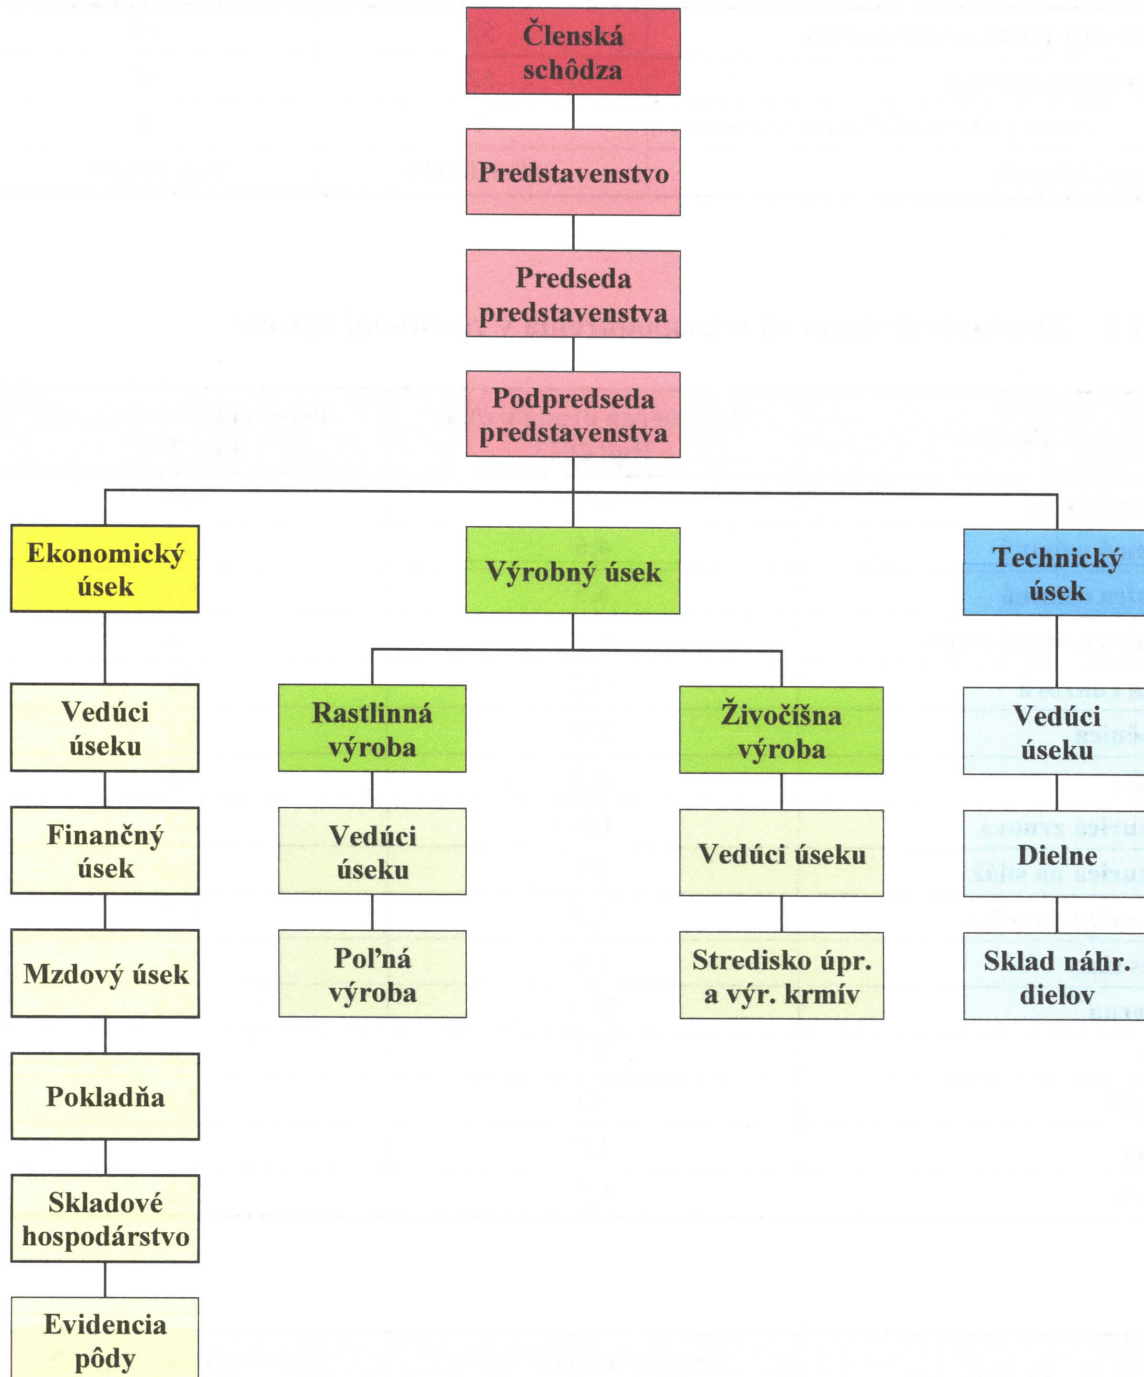 Členská
schôdza
Predstavenstvo
Predseda
predstavenstva
Podpredseda
predstavenstva
Ekonomický
úsek
Výrobný úsek
Technický
úsek
Vedúci
úseku
Rastlinná
výroba
Živočíšna
výroba
Vedúci
úseku
Finančný
úsek
Vedúci
úseku
Vedúci úseku
Dielne
Mzdový úsek
Poľná
výroba
Stredisko úpr.
a výr. krmív
Sklad náhr.
dielov
Pokladňa
Skladové
hospodárstvo
Evidencia
pôdy